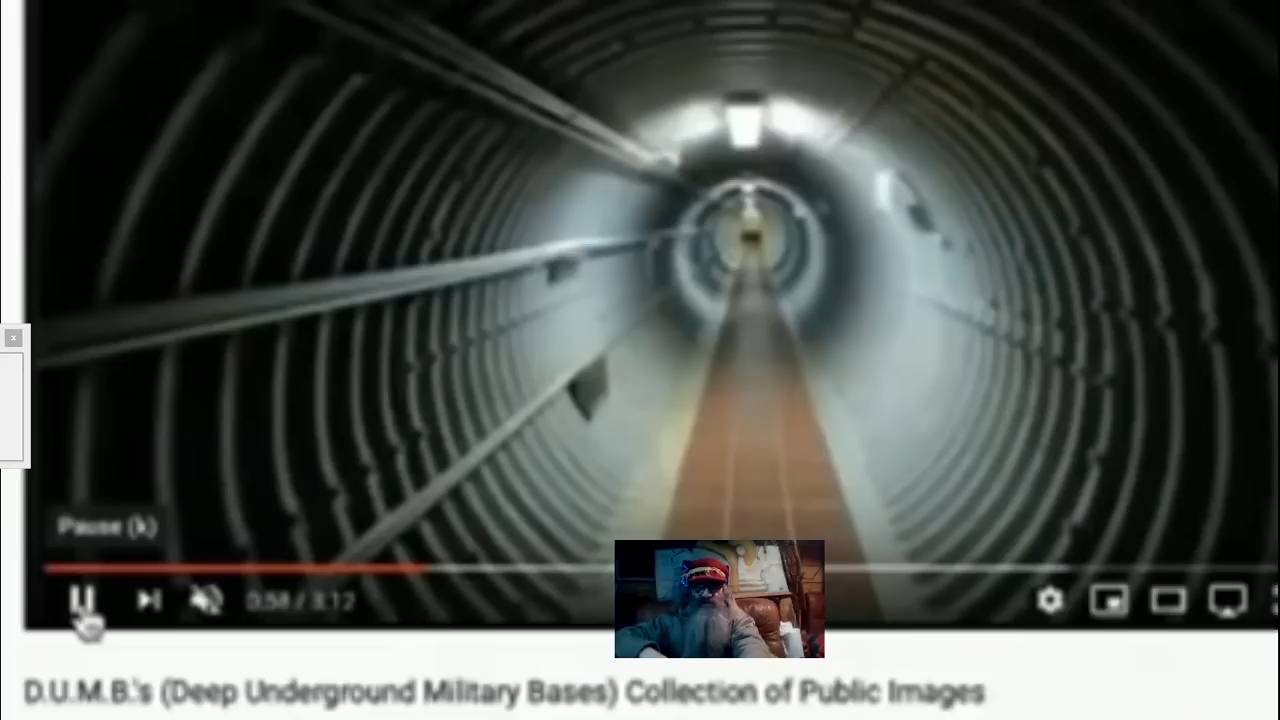 x
Pause (k)
0:58 / 3:12
D.U.M.B.'s (Deep Underground Military Bases) Collection of Public Images